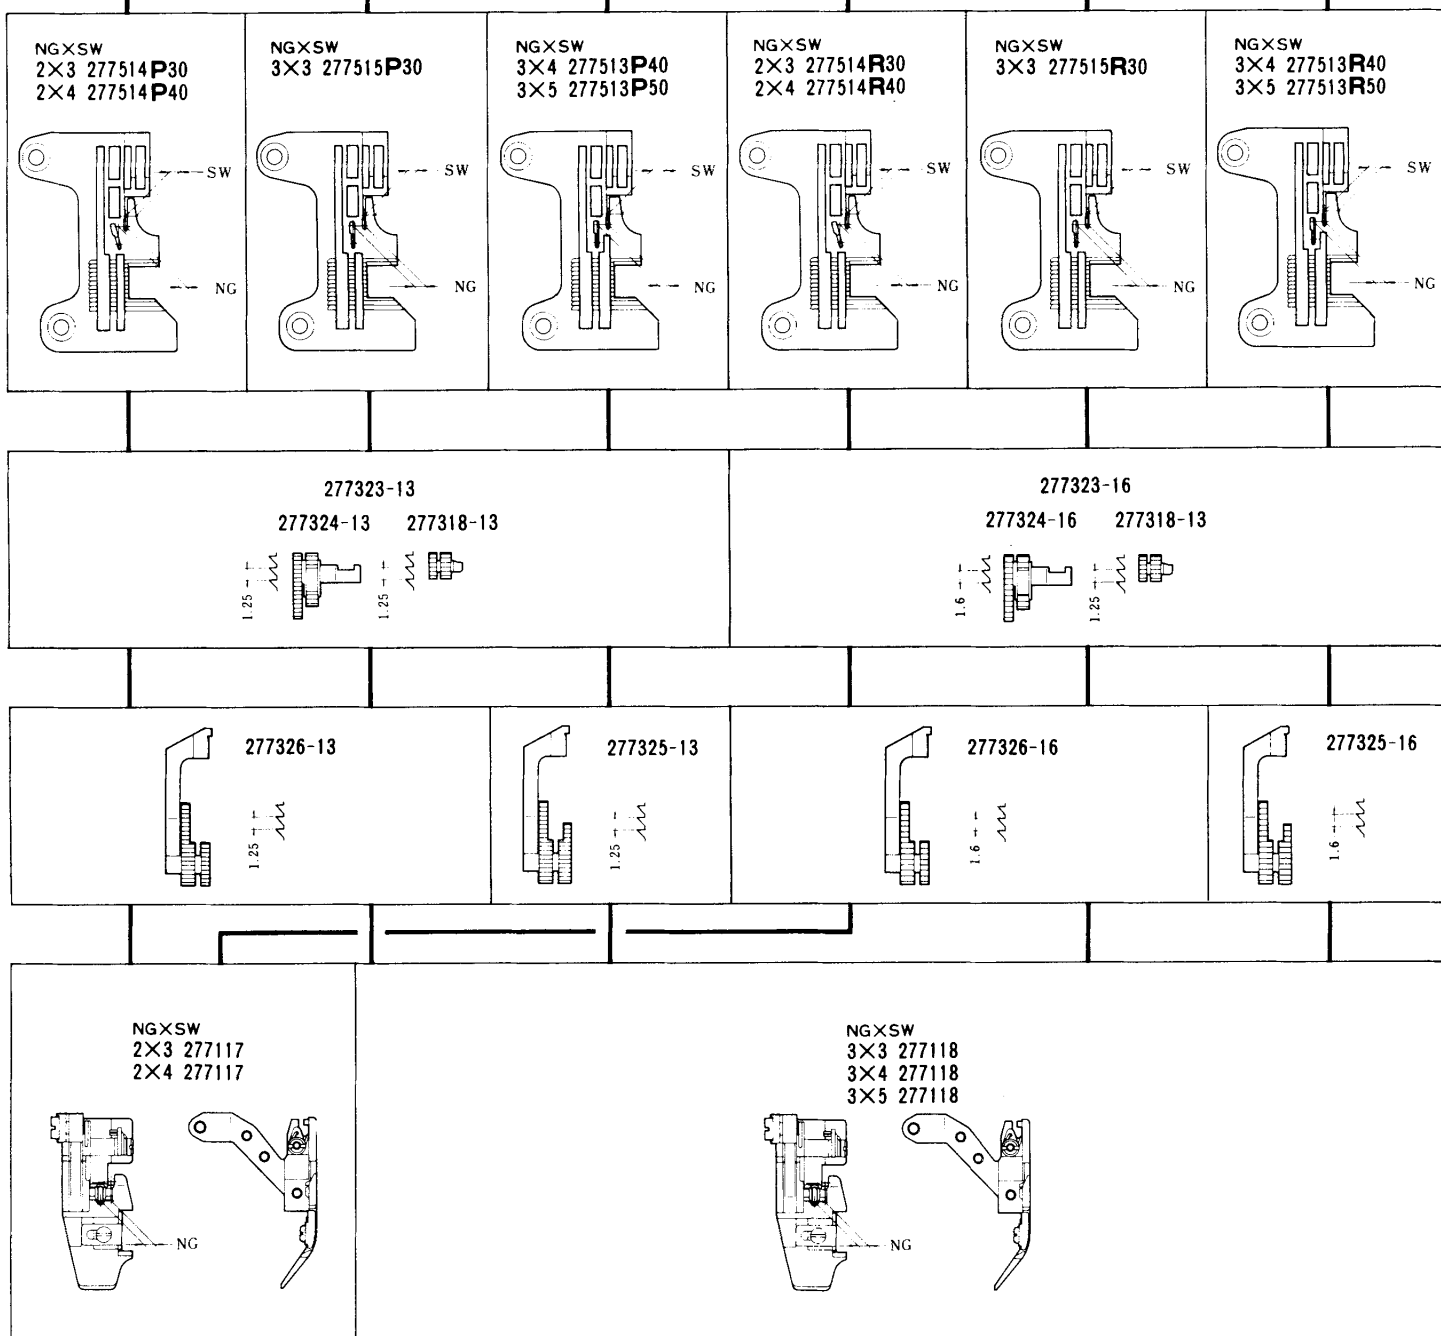 NG×SW
2×3 277514P30
2×4 277514P40
SW
NG
NG×SW
3×3 277515P30
SW
NG
NG×SW
3×4 277513P40
3×5 277513P50
SW
NG
NG×SW
2×3 277514R30
2×4 277514R40
SW
NG
NG×SW
3×3 277515R30
SW
NG
NG×SW
3×4 277513R40
3×5 277513R50
SW
NG
277323-13
277324-13 277318-13
1.25
1.25
277323-16
277324-16 277318-13
1.6
1.25
277326-13
1.25
277325-13
1.25
277326-16
1.6
277325-16
1.6
NG×SW
2×3 277117
2×4 277117
NG
NG×SW
3×3 277118
3×4 277118
3×5 277118
NG